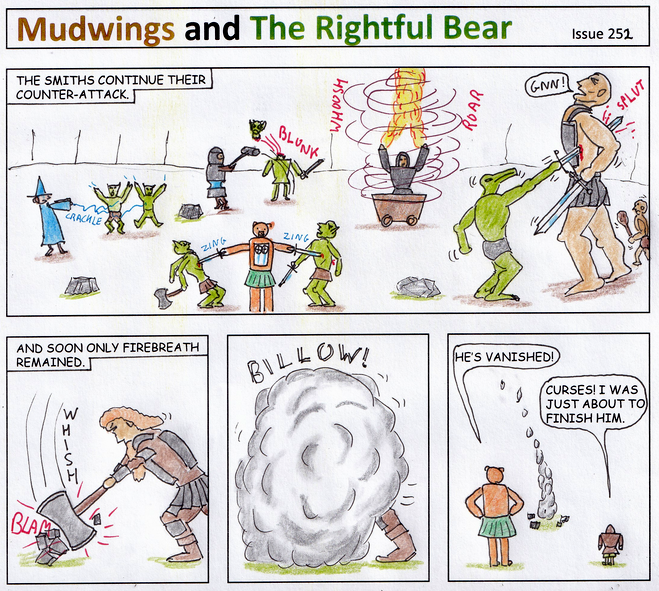 Mudwings and The Rightful Bear
Issue 251
THE SMITHS CONTINUE THEIR
COUNTER-ATTACK.
CRACKLE
BLUNK
ZING
ZING
WHOOSH
ROAR
GNN!
SPLUT
AND SOON ONLY FIREBREATH
REMAINED.
WHISH
BLAM
BILLOW!
HE'S VANISHED!
CURSES! I WAS
JUST ABOUT TO
FINISH HIM.